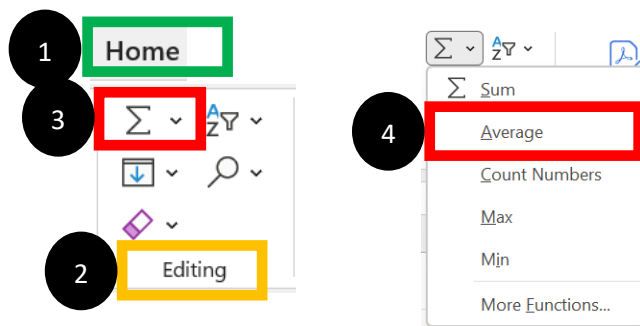 1
Home
3
Σ
A
Z
2
Editing
Σ
A
Z
4
Σ Sum
Average
Count Numbers
Max
Min
More Functions...